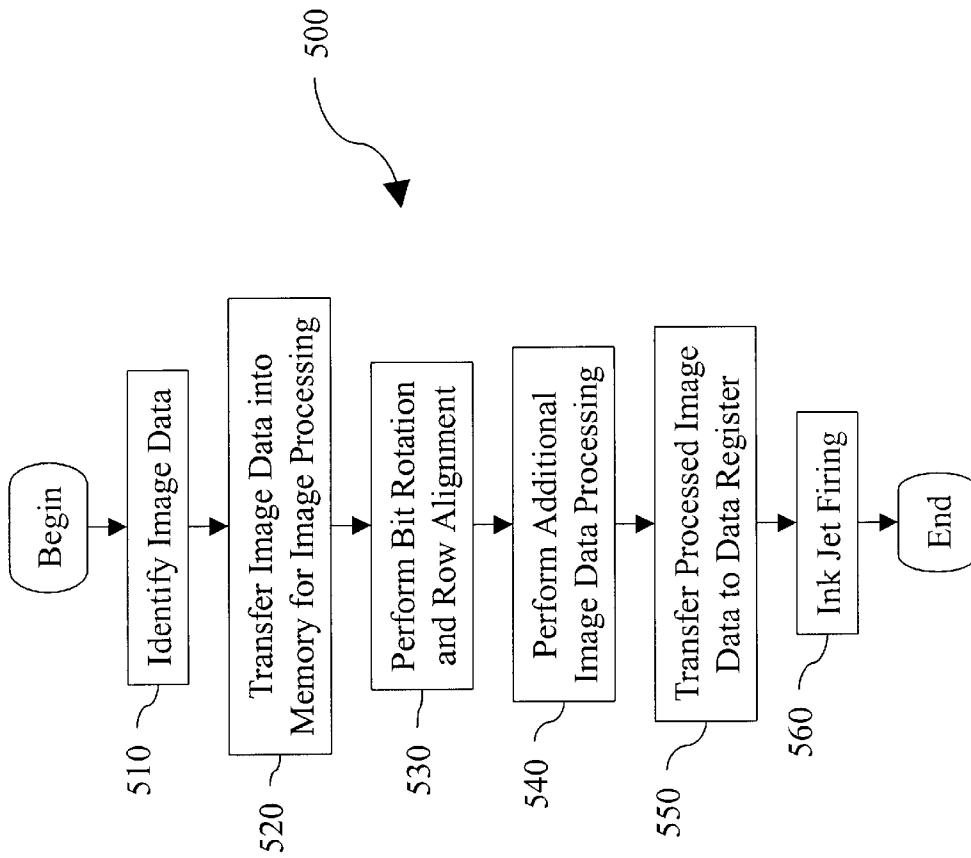 500
Begin
Identify Image Data
510
Transfer Image Data into
Memory for Image Processing
520
Perform Bit Rotation
and Row Alignment
530
Perform Additional
Image Data Processing
540
Transfer Processed Image
Data to Data Register
550
Ink Jet Firing
560
End